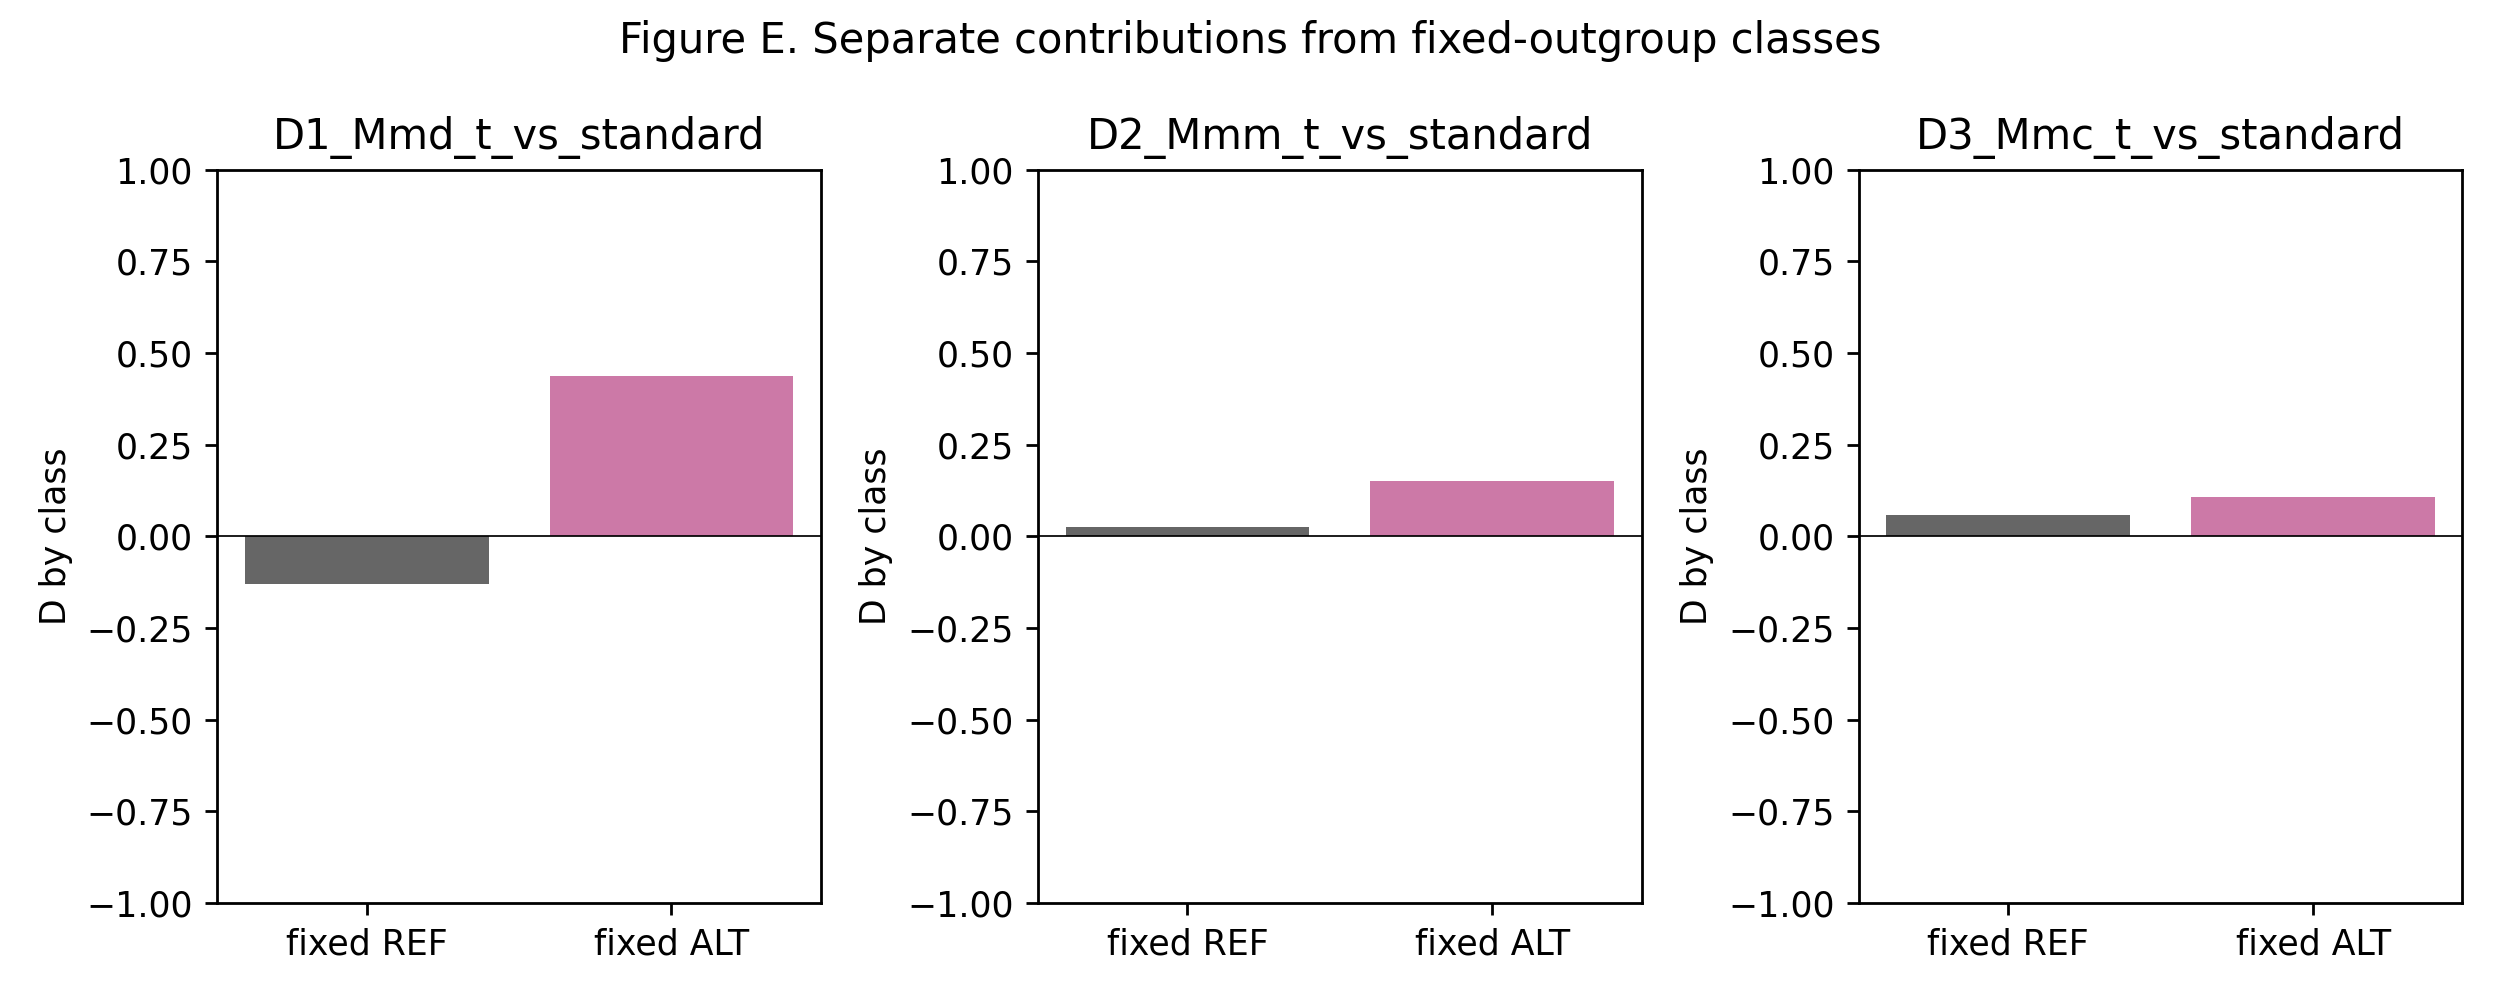 Figure E. Separate contributions from fixed-outgroup classes
D1_Mmd_t_vs_standard
D by class
1.00
0.75
0.50
0.25
0.00
−0.25
−0.50
−0.75
−1.00
fixed REF
fixed ALT
D2_Mmm_t_vs_standard
D by class
1.00
0.75
0.50
0.25
0.00
−0.25
−0.50
−0.75
−1.00
fixed REF
fixed ALT
D3_Mmc_t_vs_standard
D by class
1.00
0.75
0.50
0.25
0.00
−0.25
−0.50
−0.75
−1.00
fixed REF
fixed ALT